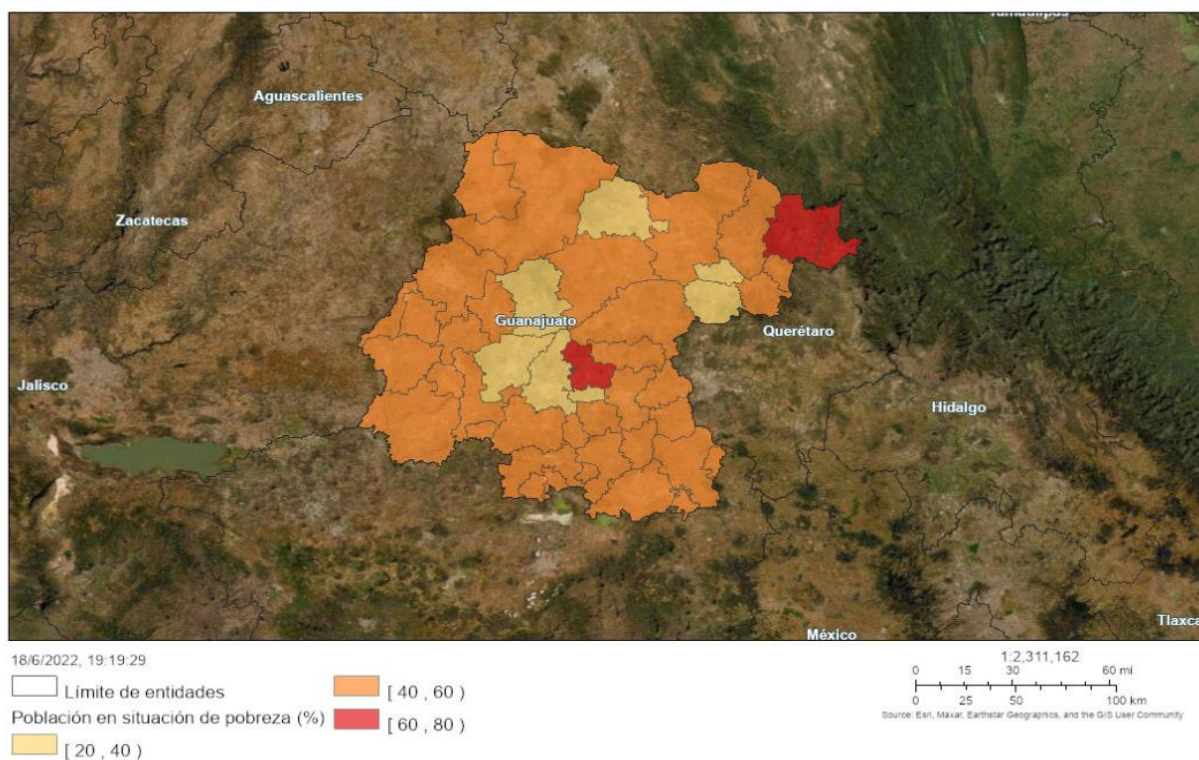 Tamaulipas
Aguascalientes
Zacatecas
Guanajuato
Querétaro
Jalisco
Hidalgo
Tlaxca
México
18/6/2022, 19:19:29
Límite de entidades
Población en situación de pobreza (%)
[ 20 , 40 )
[ 40 , 60 )
[ 60 , 80 )
1:2,311,162
0 15 30 60 mi
0 25 50 100 km
Source: Esri, Maxar, Earthstar Geographics, and the GIS User Community